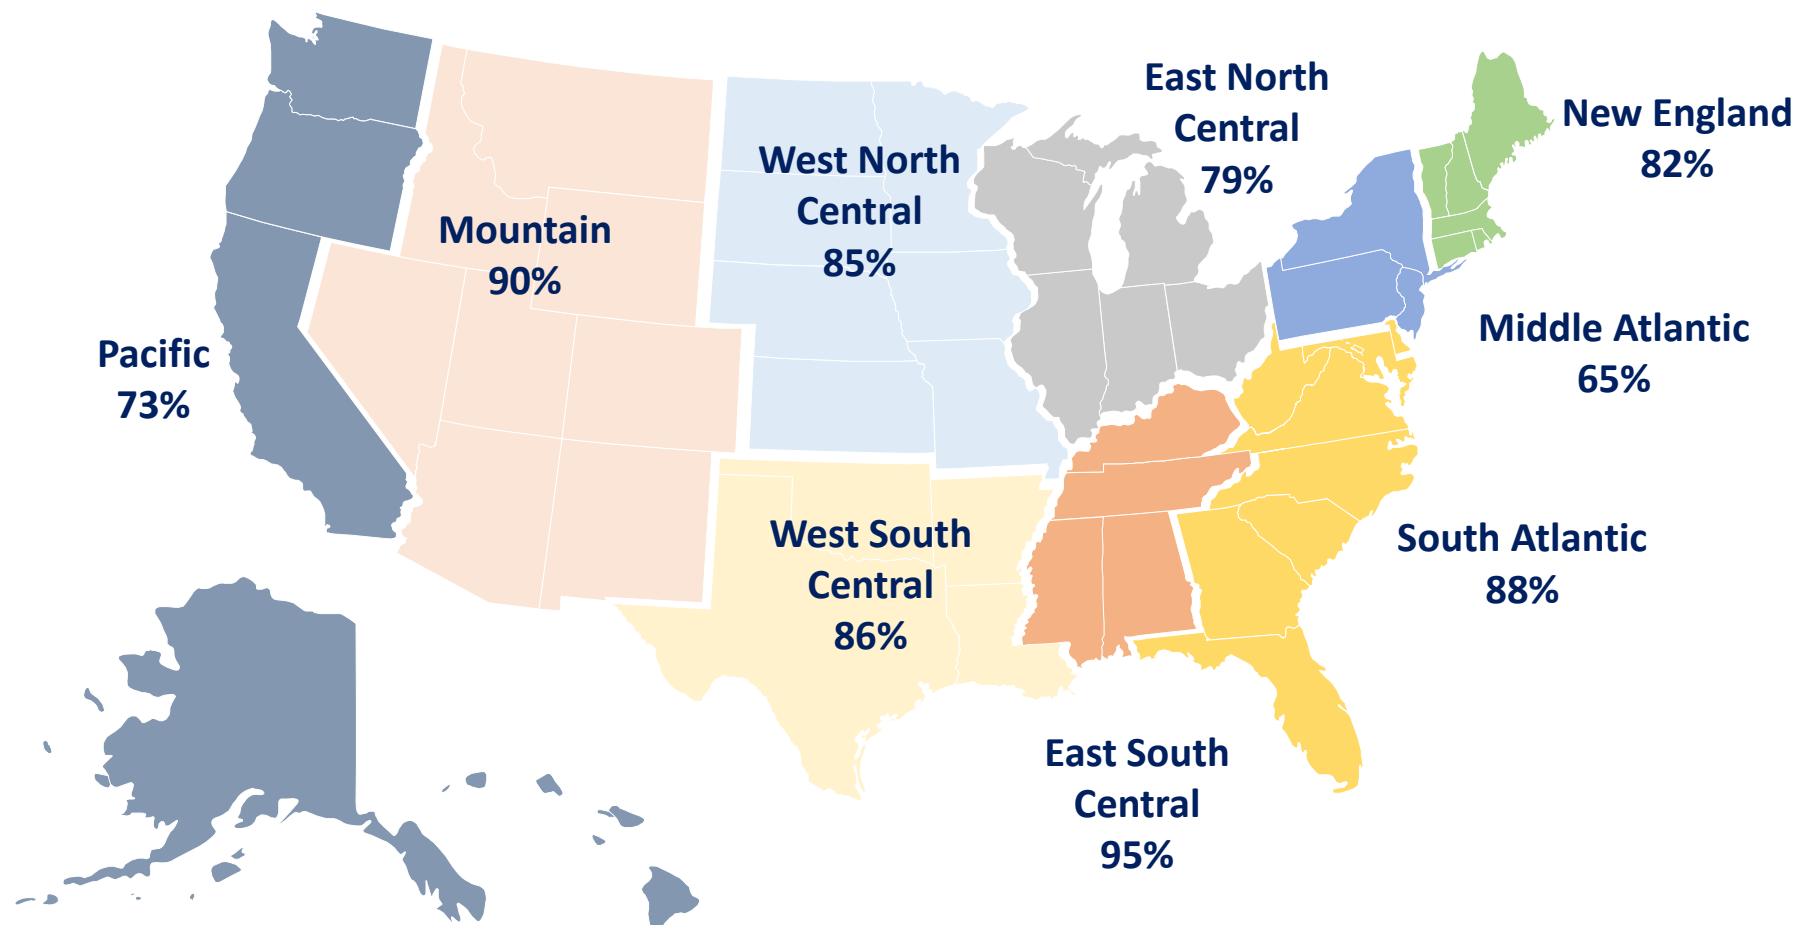 East North
Central
79%
New England
82%
West North
Central
85%
Mountain
90%
Pacific
73%
Middle Atlantic
65%
West South
Central
86%
South Atlantic
88%
East South
Central
95%